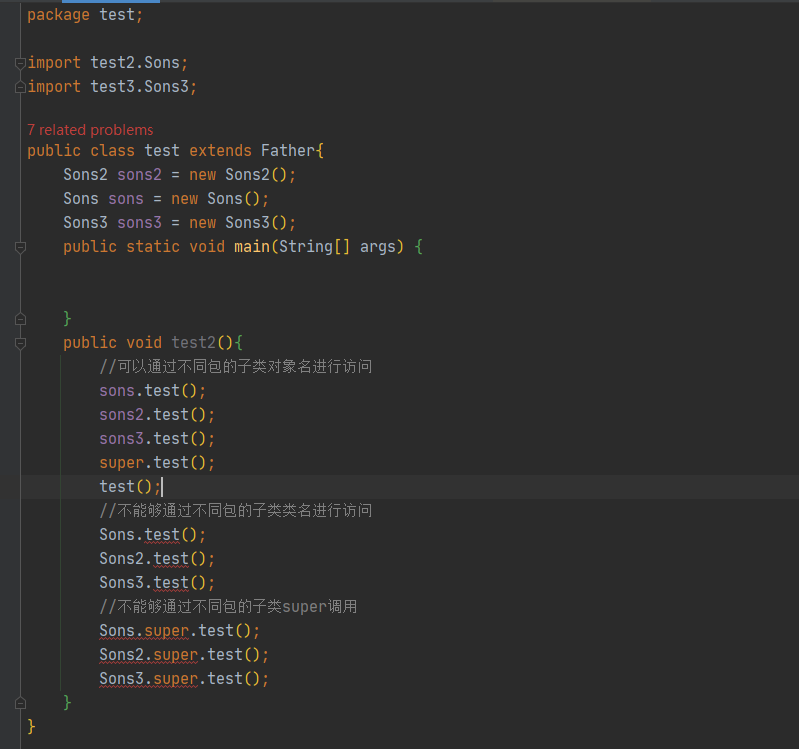 package test;
import test2.Sons;
import test3.Sons3;
7 related problems
public class test extends Father{
Sons2 sons2 = new Sons2();
Sons sons = new Sons();
Sons3 sons3 = new Sons3();
public static void main(String[] args) {
}
public void test2(){
//可以通过不同包的子类对象名进行访问
sons.test();
sons2.test();
sons3.test();
super.test();
test();
//不能够通过不同包的子类类名进行访问
Sons.test();
Sons2.test();
Sons3.test();
//不能够通过不同包的子类super调用
Sons.super.test();
Sons2.super.test();
Sons3.super.test();
}
}